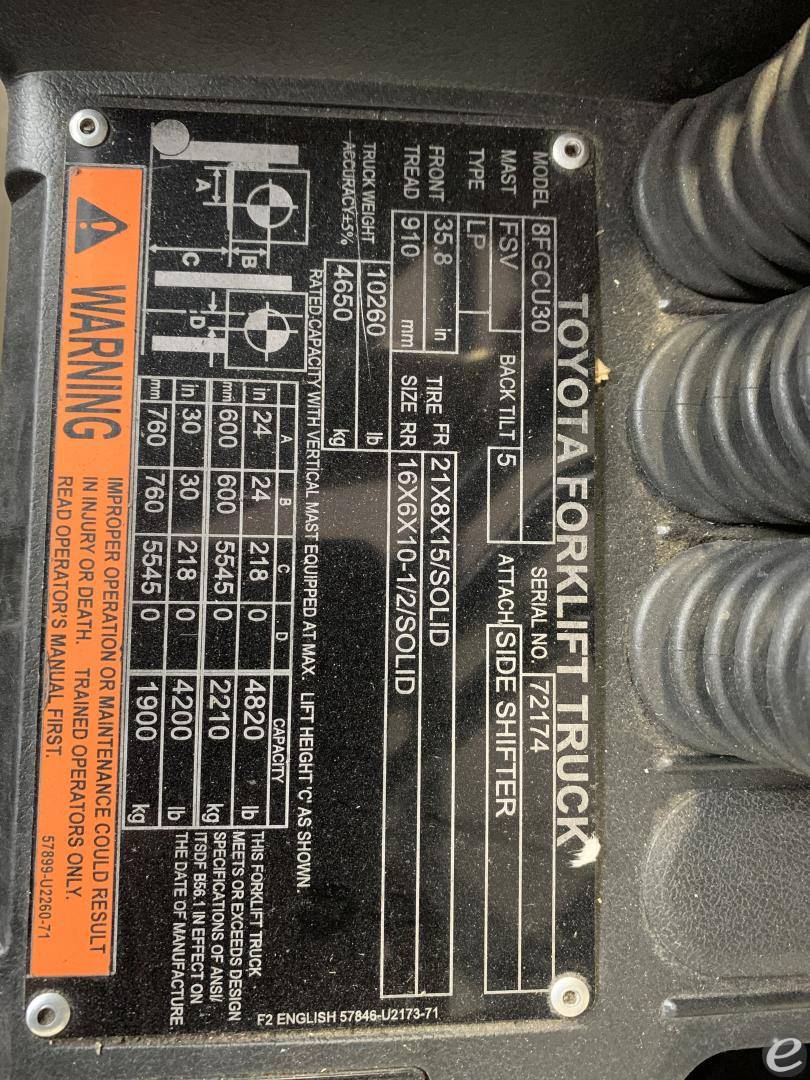 TOYOTA FORKLIFT TRUCK
MODEL 8FGCU30 SERIAL NO. 72174
MAST FSV BACK TILT 5 ATTACH. SIDE SHIFTER
TYPE LP
FRONT 35.8 in TIRE FR 21X8X15/SOLID
TREAD 910 mm SIZE RR 16X6X10-1/2/SOLID
TRUCK WEIGHT 10260 lb
ACCURACY±5% 4650 kg
RATED CAPACITY WITH VERTICAL MAST EQUIPPED AT MAX. LIFT HEIGHT 'C' AS SHOWN.
A B C D CAPACITY
in 24 24 218 0 4820 lb
mm 600 600 5545 0 2210 kg
in 30 30 218 0 4200 lb
mm 760 760 5545 0 1900 kg
A B C D
THIS FORKLIFT TRUCK
MEETS OR EXCEEDS DESIGN
SPECIFICATIONS OF ANSI/
ITSDF B56.1 IN EFFECT ON
THE DATE OF MANUFACTURE
F2 ENGLISH 57846-U2173-71
WARNING
IMPROPER OPERATION OR MAINTENANCE COULD RESULT
IN INJURY OR DEATH. TRAINED OPERATORS ONLY.
READ OPERATOR'S MANUAL FIRST.
57899-U2260-71
e